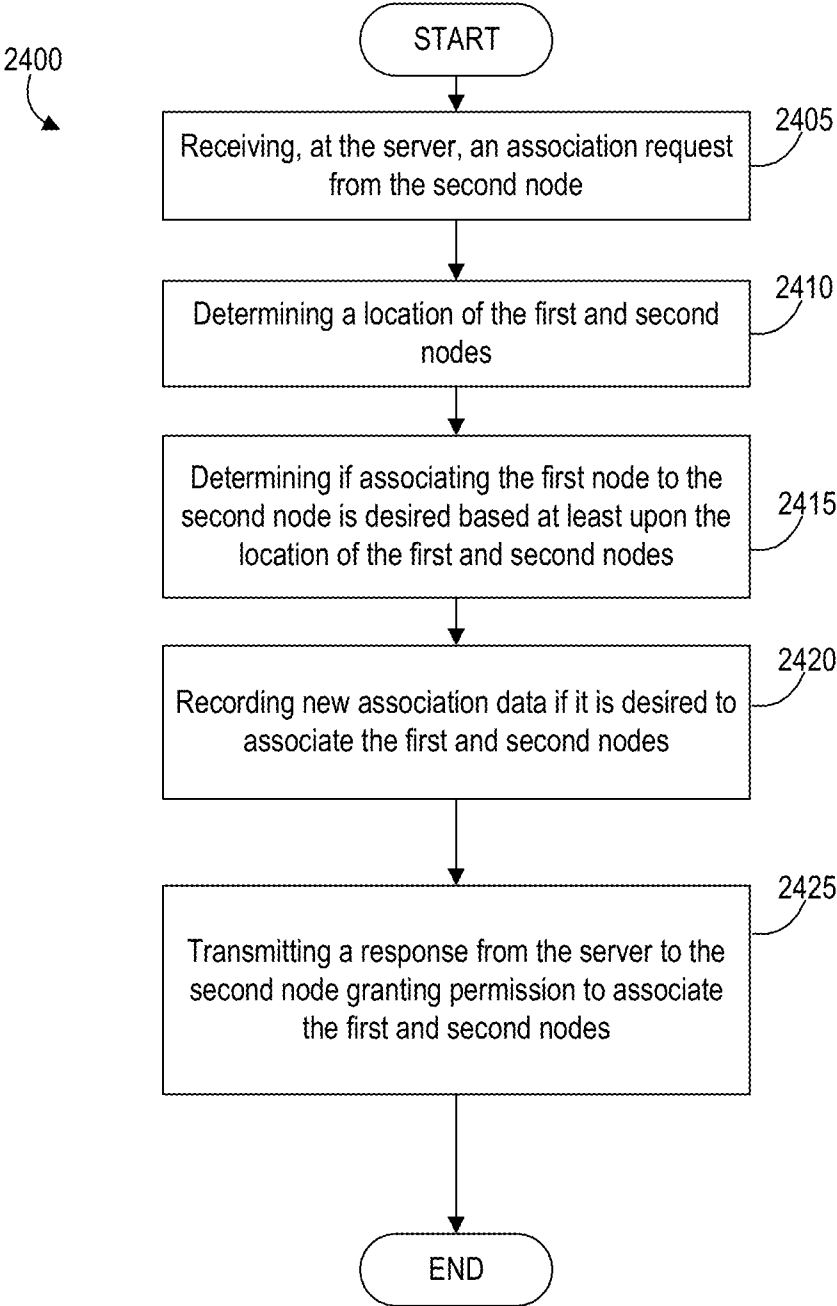 START
2400
2405
Receiving, at the server, an association request
from the second node
2410
Determining a location of the first and second
nodes
Determining if associating the first node to the
second node is desired based at least upon the
location of the first and second nodes
2415
2420
Recording new association data if it is desired to
associate the first and second nodes
2425
Transmitting a response from the server to the
second node granting permission to associate
the first and second nodes
END